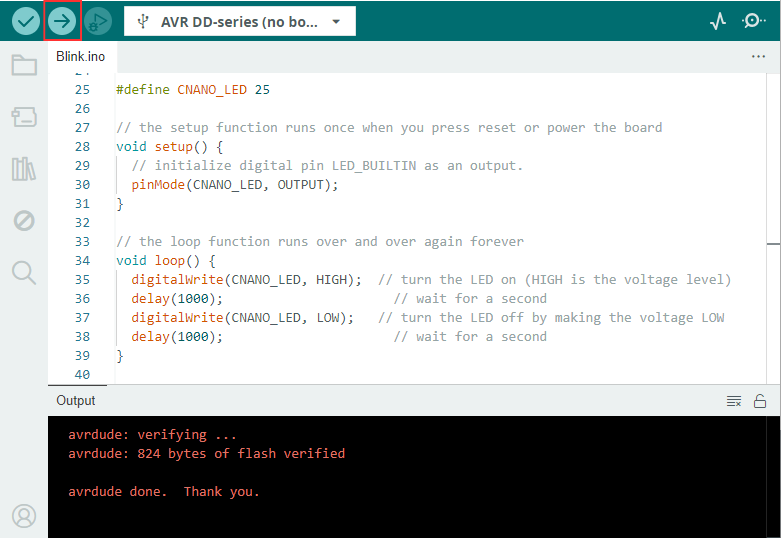 AVR DD-series (no bo...
Blink.ino
25 #define CNANO_LED 25
26
27 // the setup function runs once when you press reset or power the board
28 void setup() {
29   // initialize digital pin LED_BUILTIN as an output.
30   pinMode(CNANO_LED, OUTPUT);
31 }
32
33 // the loop function runs over and over again forever
34 void loop() {
35   digitalWrite(CNANO_LED, HIGH);  // turn the LED on (HIGH is the voltage level)
36   delay(1000);                      // wait for a second
37   digitalWrite(CNANO_LED, LOW);   // turn the LED off by making the voltage LOW
38   delay(1000);                      // wait for a second
39 }
40
Output
avrdude: verifying ...
avrdude: 824 bytes of flash verified
avrdude done.  Thank you.